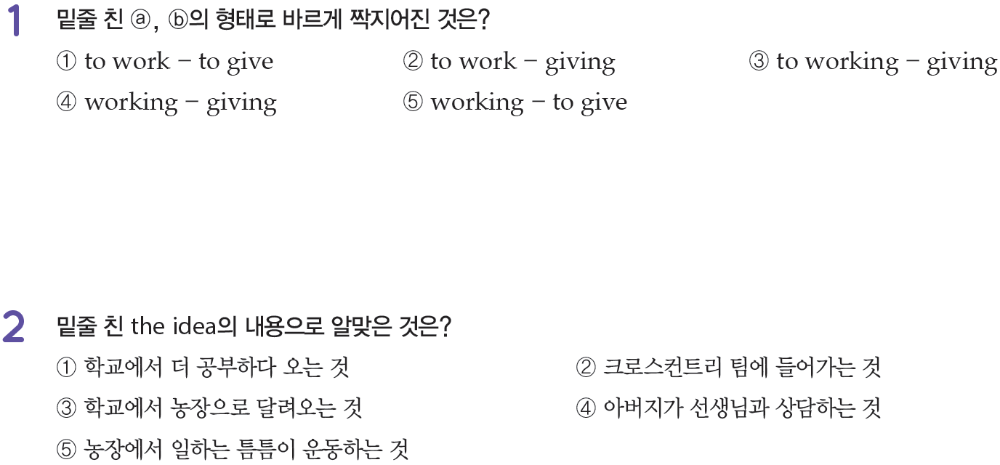 1 밑줄 친 ⓐ, ⓑ의 형태로 바르게 짝지어진 것은?
① to work – to give ② to work – giving ③ to working – giving
④ working – giving ⑤ working – to give
2 밑줄 친 the idea의 내용으로 알맞은 것은?
① 학교에서 더 공부하다 오는 것 ② 크로스컨트리 팀에 들어가는 것
③ 학교에서 농장으로 달려오는 것 ④ 아버지가 선생님과 상담하는 것
⑤ 농장에서 일하는 틈틈이 운동하는 것